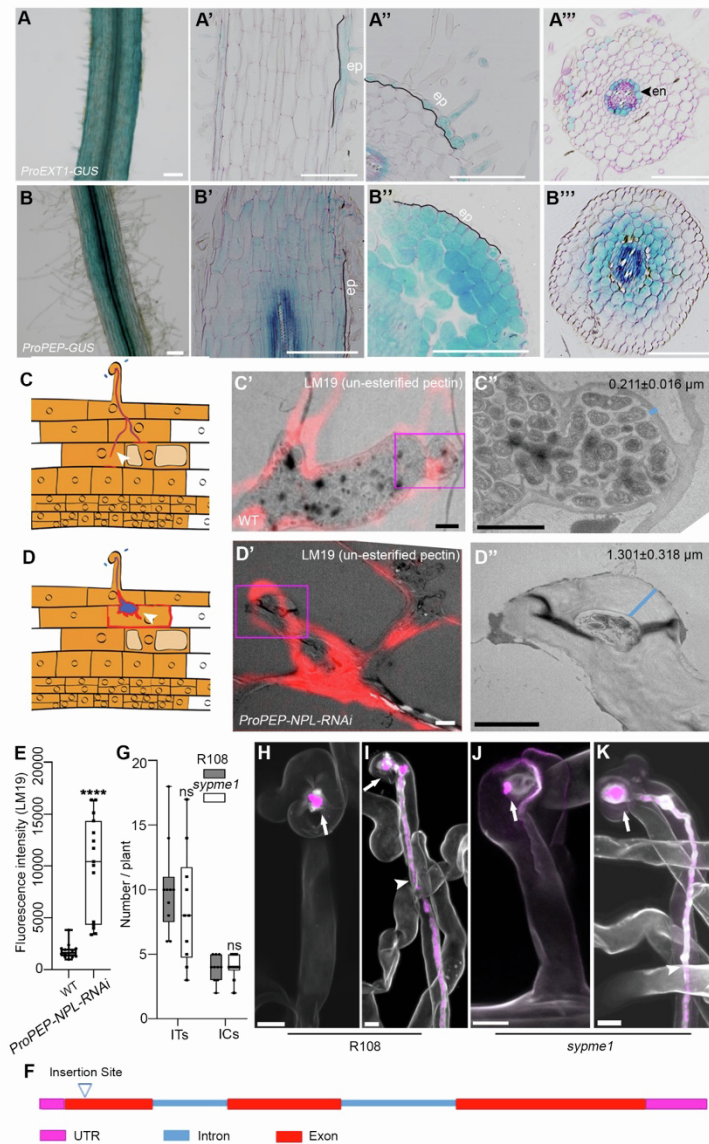 A
A'
A''
A'''
ep
ep
en
ProEXT1-GUS
B
B'
B''
B'''
ep
ep
ProPEP-GUS
C
C'
LM19 (un-esterified pectin)
C''
0.211±0.016 µm
WT
D
D'
LM19 (un-esterified pectin)
D''
1.301±0.318 µm
ProPEP-NPL-RNAi
E
Fluorescence intensity (LM19)
20000
15000
10000
5000
0
****
WT
ProPEP-NPL-RNAi
G
R108
sypme1
Number / plant
20
15
10
5
0
ns
ns
ITs
ICs
H
I
J
K
R108
sypme1
F
Insertion Site
UTR
Intron
Exon